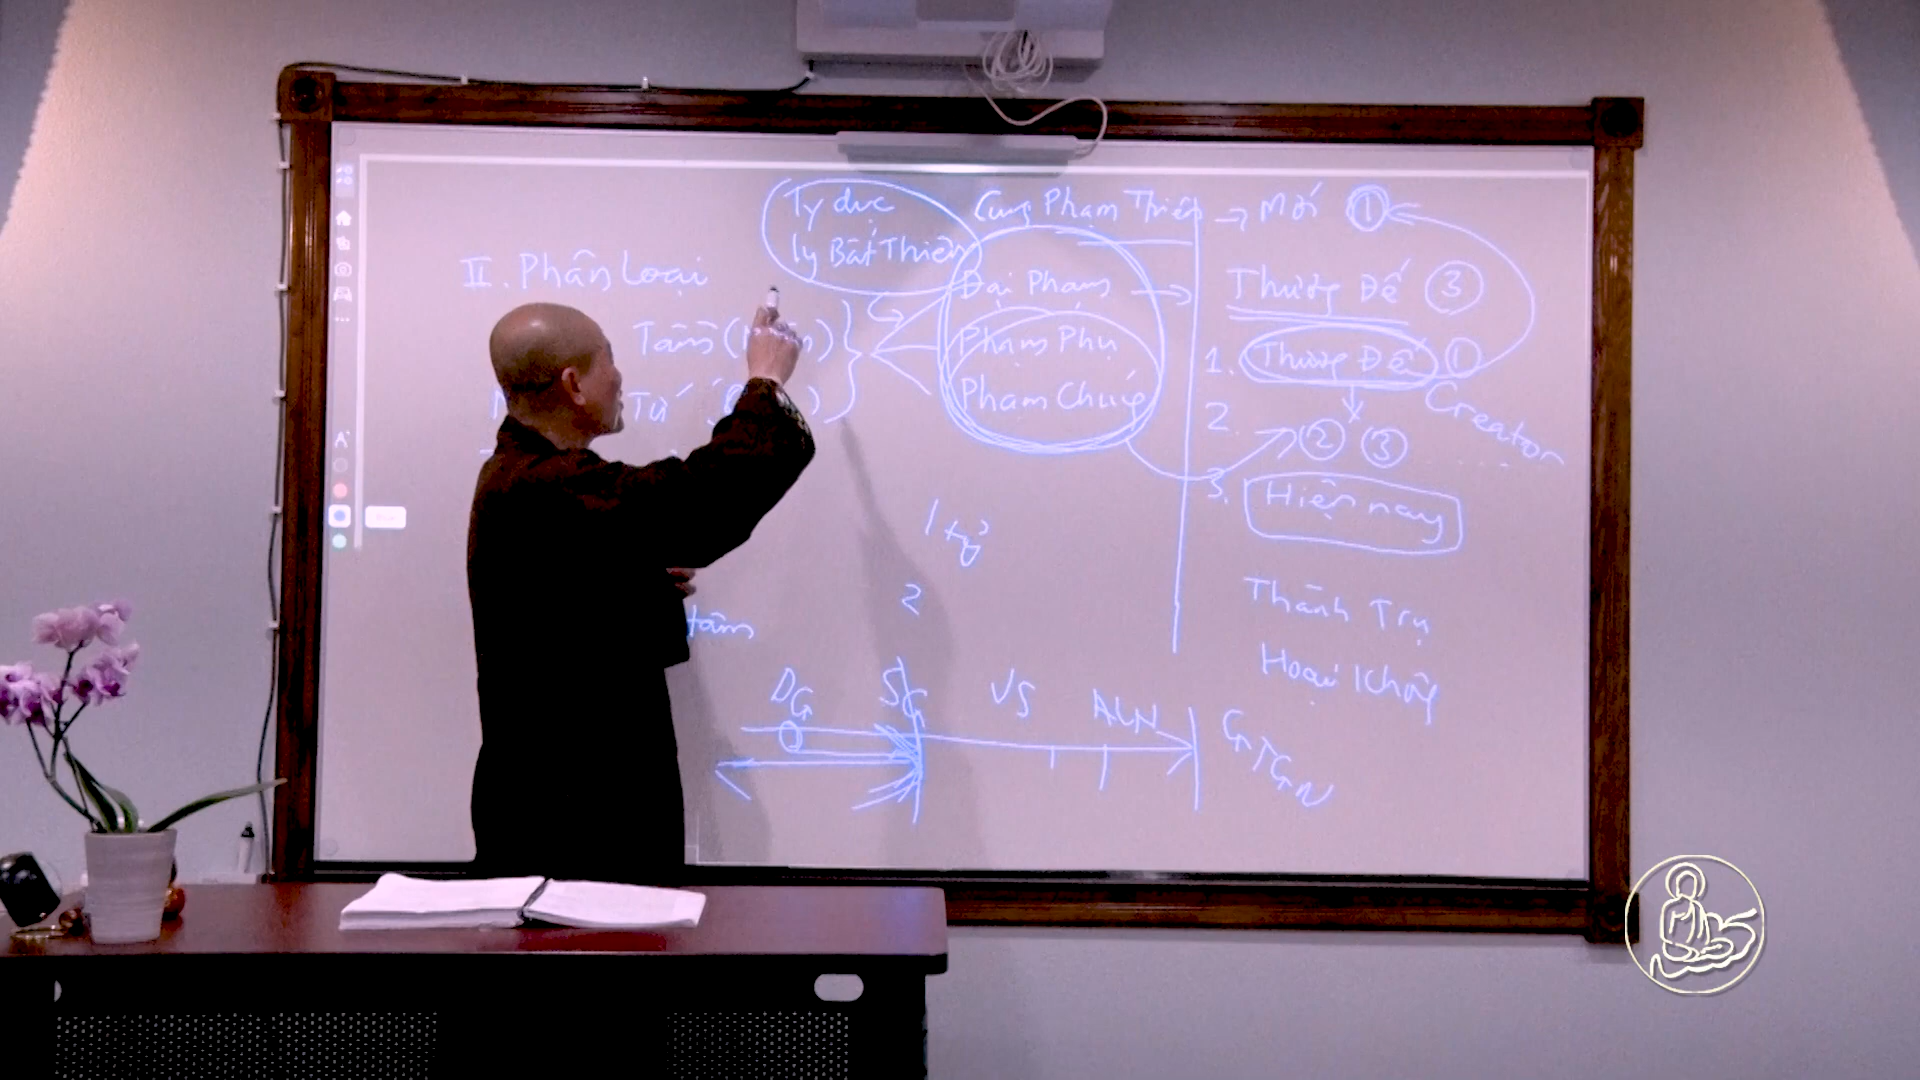 Ly dục
ly Bất Thiện
Cung Phạm Thiên → Mới ①
II. Phân Loại
Đại Phạm → Thượng Đế ③
Tầm (
Phạm Phụ
1. Thượng Đế ①
Creator
Tứ (
Phạm Chúng
2. ② ③
3. Hiện nay
1 tỷ
2
Thành Trụ
Hoại Không
tâm
ĐG SG VS ALN